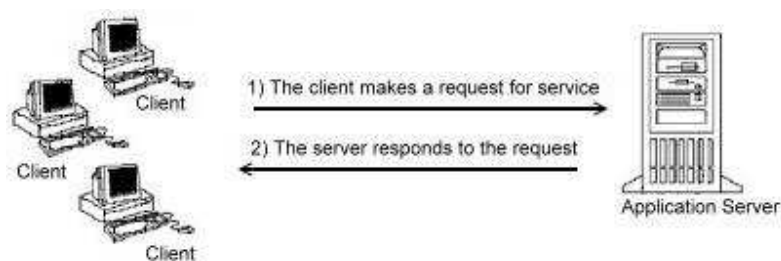 Client
1) The client makes a request for service
Client
2) The server responds to the request
Application Server
Client